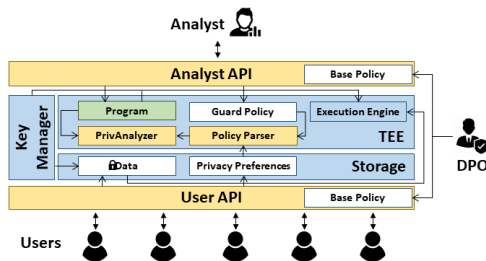 Analyst
Analyst API
Base Policy
Key Manager
Program
Guard Policy
Execution Engine
PrivAnalyzer
Policy Parser
TEE
DPO
Data
Privacy Preferences
Storage
User API
Base Policy
Users